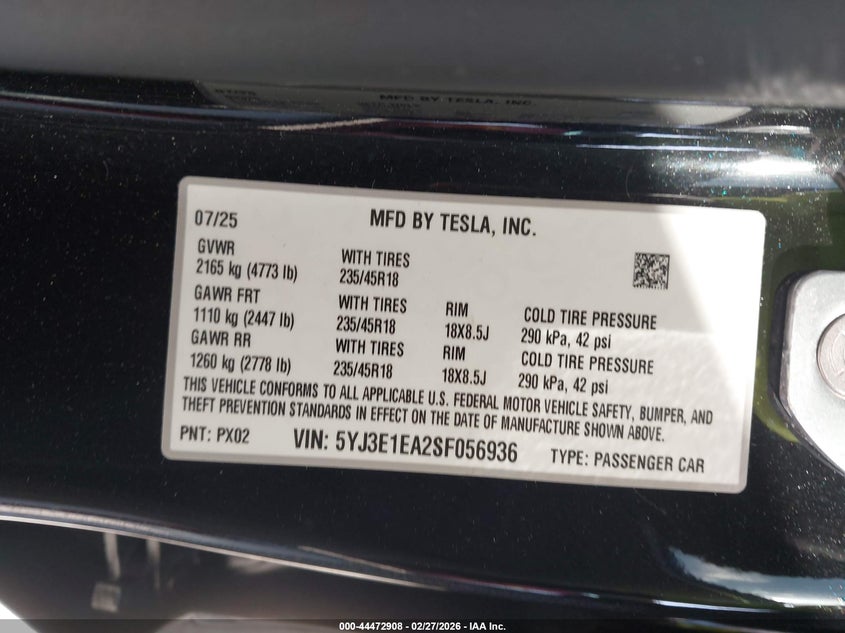 MFD BY TESLA, INC.
07/25
MFD BY TESLA, INC.
GVWR
2165 kg (4773 lb)
WITH TIRES
235/45R18
GAWR FRT
1110 kg (2447 lb)
WITH TIRES
235/45R18
RIM
18X8.5J
COLD TIRE PRESSURE
290 kPa, 42 psi
GAWR RR
1260 kg (2778 lb)
WITH TIRES
235/45R18
RIM
18X8.5J
COLD TIRE PRESSURE
290 kPa, 42 psi
THIS VEHICLE CONFORMS TO ALL APPLICABLE U.S. FEDERAL MOTOR VEHICLE SAFETY, BUMPER, AND
THEFT PREVENTION STANDARDS IN EFFECT ON THE DATE OF MANUFACTURE SHOWN ABOVE.
PNT: PX02
VIN: 5YJ3E1EA2SF056936
TYPE: PASSENGER CAR
000-44472908 - 02/27/2026 - IAA Inc.